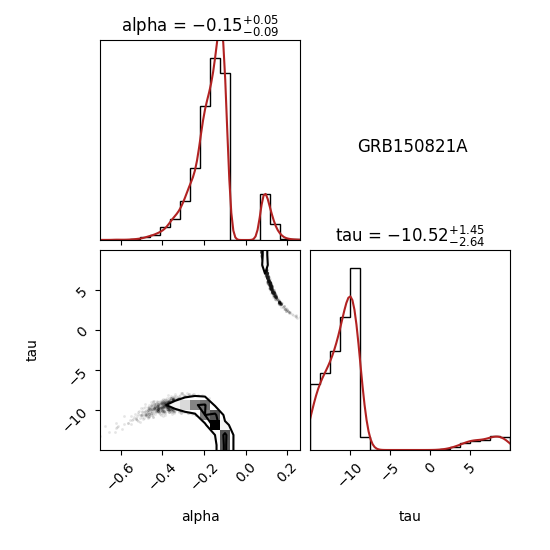 alpha = −0.15+0.05−0.09
GRB150821A
tau = −10.52+1.45−2.64
5
0
−5
−10
tau
−0.6 −0.4 −0.2 0.0 0.2
−10 −5 0 5
alpha tau